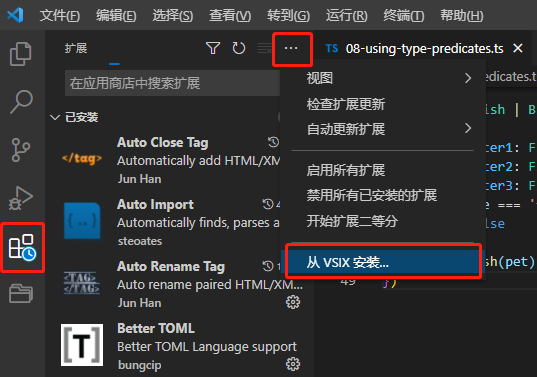 文件(F) 编辑(E) 选择(S) 查看(V) 转到(G) 运行(R) 终端(T) 帮助(H)
扩展
TS 08-using-type-predicates.ts
在应用商店中搜索扩展
已安装
Auto Close Tag
Automatically add HTML/XM...
Jun Han
Auto Import
Automatically finds, parses a
steoates
Auto Rename Tag
Auto rename paired HTML/XM...
Jun Han
Better TOML
Better TOML Language support
bungcip
视图
检查扩展更新
自动更新扩展
启用所有扩展
禁用所有已安装的扩展
开始扩展二等分
从 VSIX 安装...
edicates.ts
ish | B
ter1: F
ter2: F
ter3: F
e === '
lse
sh(pet)
49 })